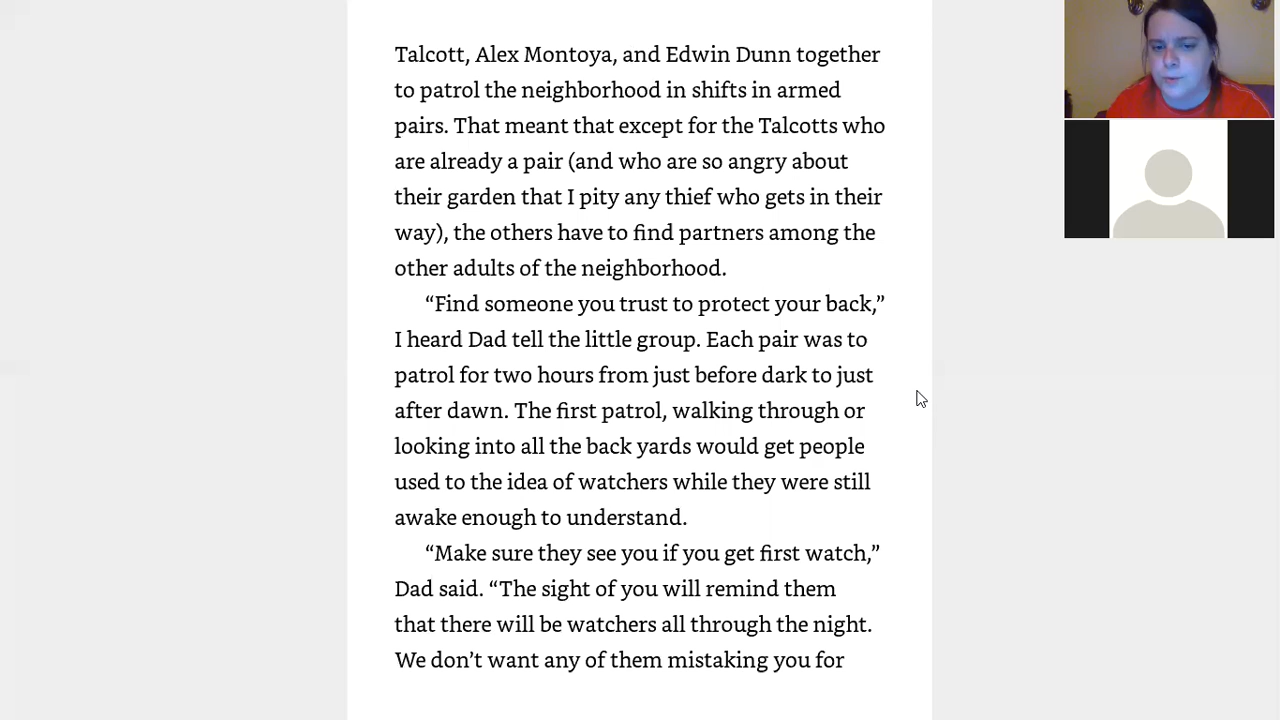 Talcott, Alex Montoya, and Edwin Dunn together
to patrol the neighborhood in shifts in armed
pairs. That meant that except for the Talcotts who
are already a pair (and who are so angry about
their garden that I pity any thief who gets in their
way), the others have to find partners among the
other adults of the neighborhood.
“Find someone you trust to protect your back,”
I heard Dad tell the little group. Each pair was to
patrol for two hours from just before dark to just
after dawn. The first patrol, walking through or
looking into all the back yards would get people
used to the idea of watchers while they were still
awake enough to understand.
“Make sure they see you if you get first watch,”
Dad said. “The sight of you will remind them
that there will be watchers all through the night.
We don’t want any of them mistaking you for